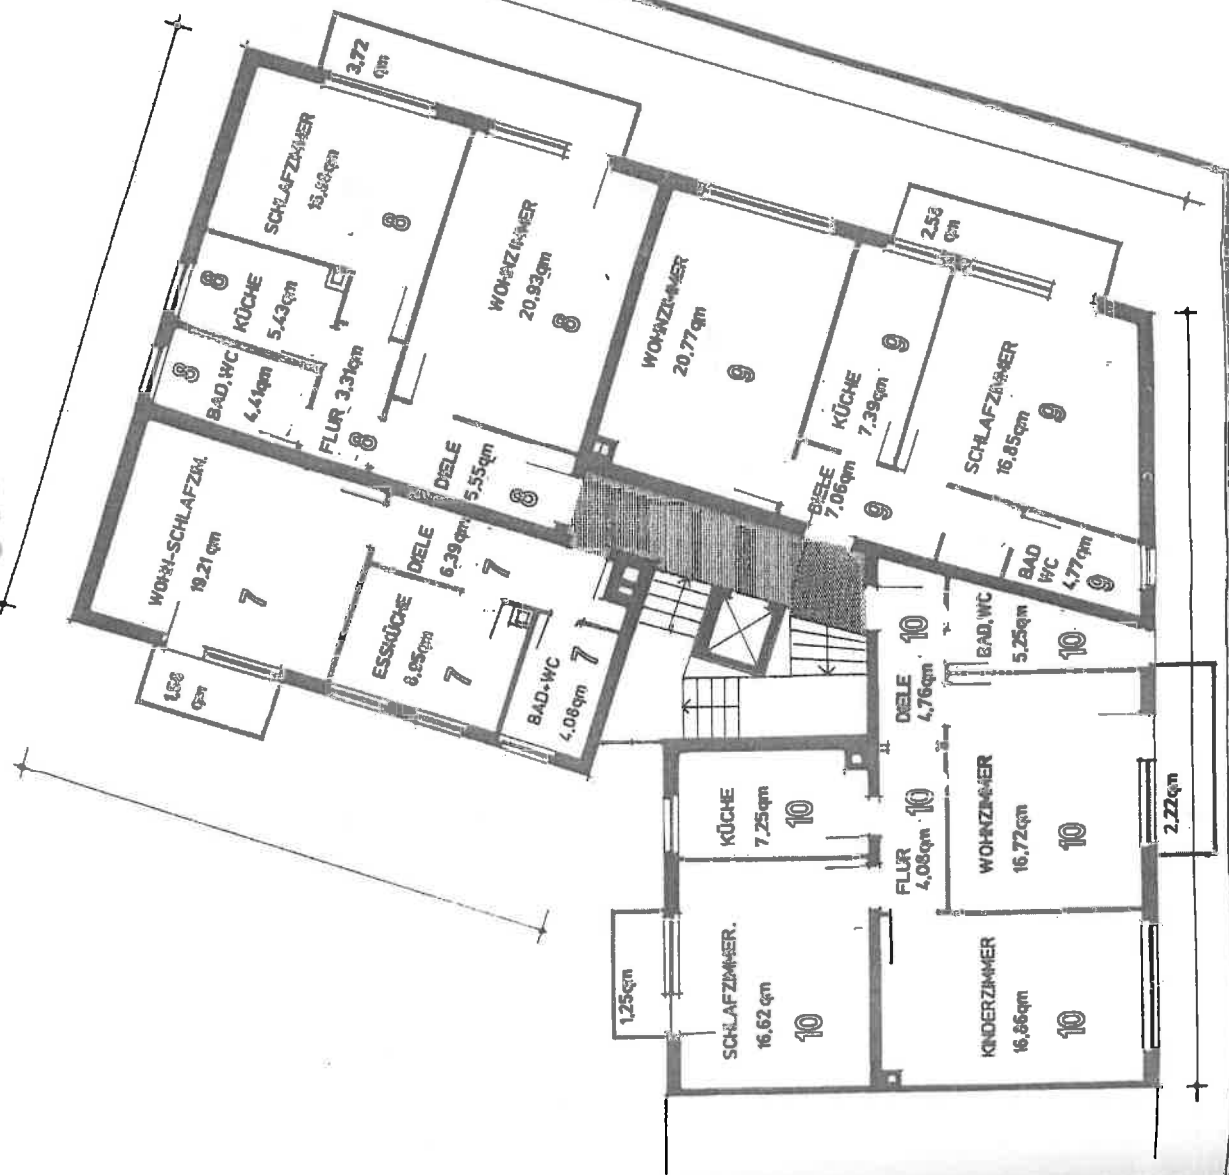 3,72
qm
SCHLAFZIMMER
8
KÜCHE
5,43qm
8
BAD,WC
4,41qm
8
FLUR 3,31qm
8
WOHNZIMMER
20,93qm
8
DIELE
5,55qm
8
WOHN-SCHLAFZIM.
19,21qm
7
DIELE
6,39qm
7
ESSKÜCHE
7
BAD+WC
4,08qm
7
qm
WOHNZIMMER
20,77qm
9
KÜCHE
7,39qm
9
2,58
qm
SCHLAFZIMMER
16,85qm
9
DIELE
7,06qm
9
BAD
WC
4,77qm
9
10
DIELE
4,76qm
BAD,WC
5,25qm
10
KÜCHE
7,25qm
10
FLUR
4,08qm
10
WOHNZIMMER
16,72qm
10
2,22qm
1,25qm
SCHLAFZIMMER.
16,62qm
10
KINDERZIMMER
16,86qm
10